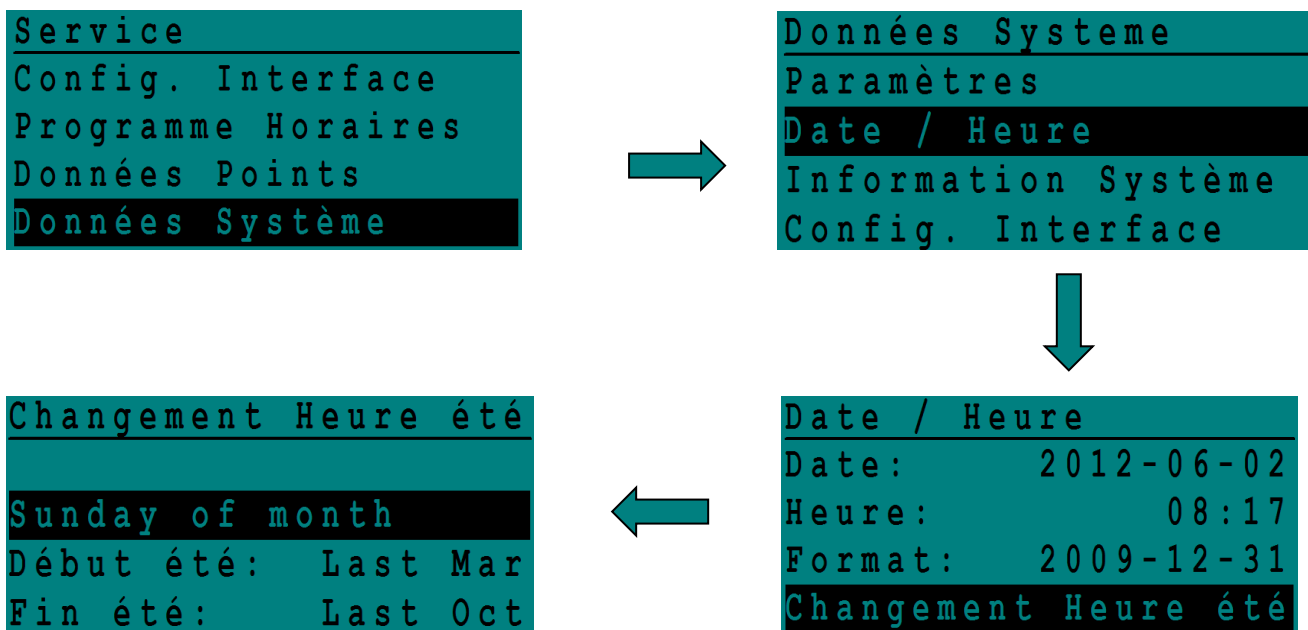 Service
Config. Interface
Programme Horaires
Données Points
Données Système
Données Systeme
Paramètres
Date / Heure
Information Système
Config. Interface
Date / Heure
Date: 2012-06-02
Heure: 08:17
Format: 2009-12-31
Changement Heure été
Changement Heure été
Sunday of month
Début été: Last Mar
Fin été: Last Oct